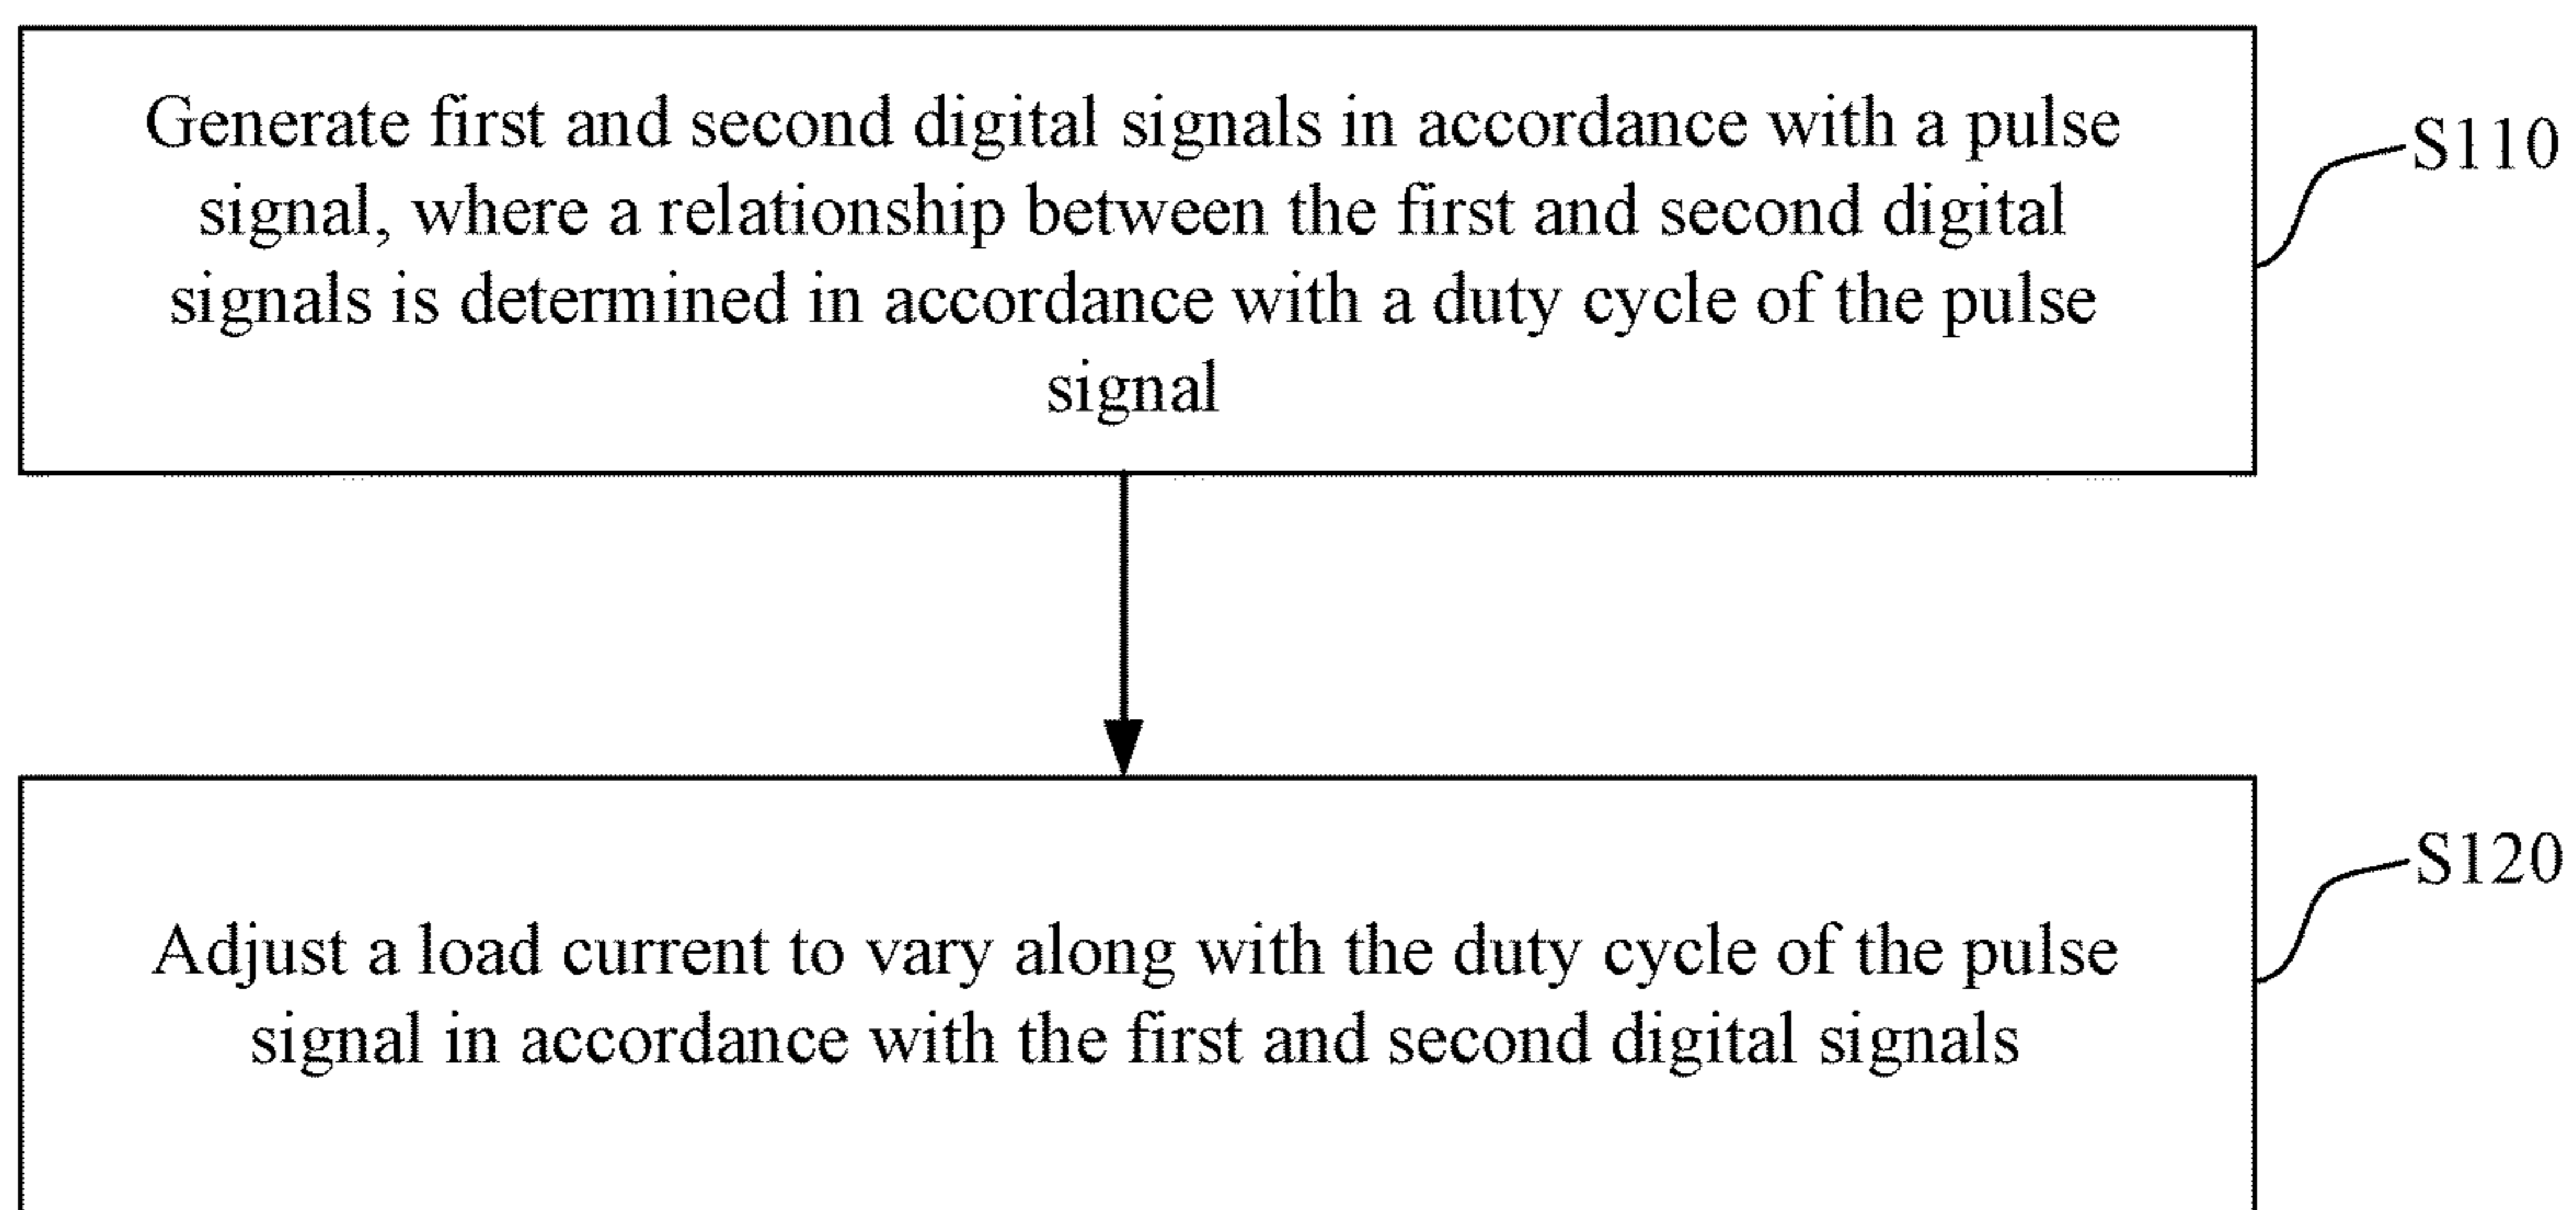 Generate first and second digital signals in accordance with a pulse
signal, where a relationship between the first and second digital
signals is determined in accordance with a duty cycle of the pulse
signal
S110
Adjust a load current to vary along with the duty cycle of the pulse
signal in accordance with the first and second digital signals
S120